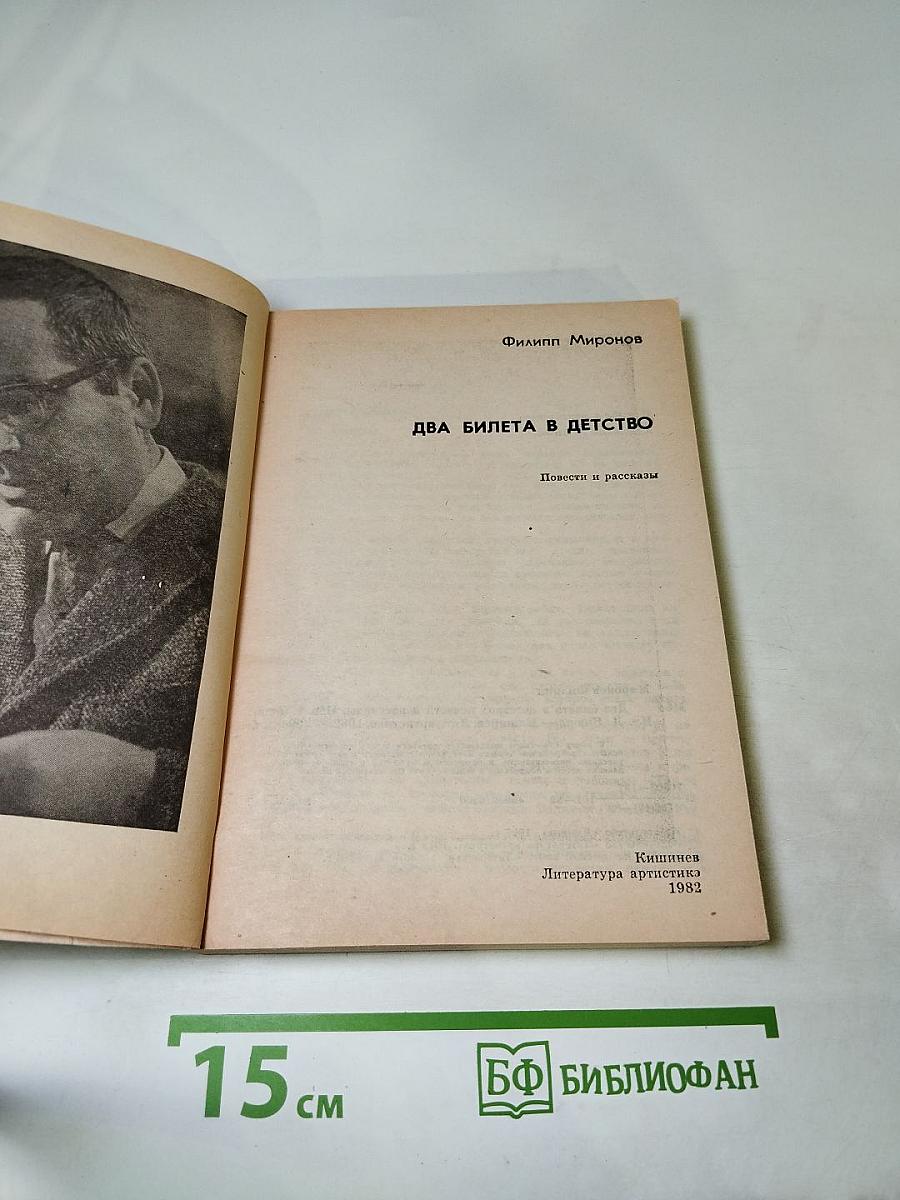 Филипп Миронов
ДВА БИЛЕТА В ДЕТСТВО
Повести и рассказы
Кишинев
Литература артистикэ
1982
15 см
БФ БИБЛИОФАН